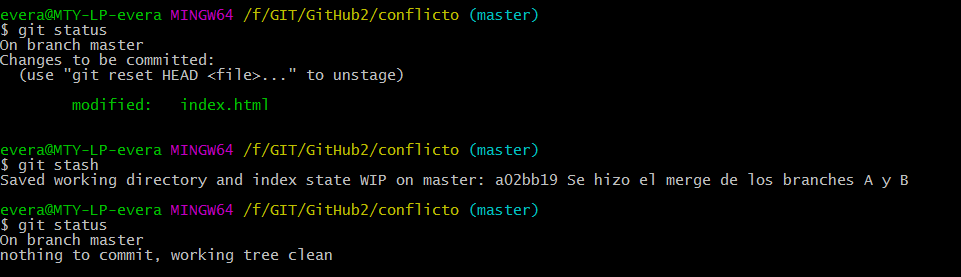 evera@MTY-LP-evera MINGW64 /f/GIT/GitHub2/conflicto (master)
$ git status
On branch master
Changes to be committed:
  (use "git reset HEAD <file>..." to unstage)
        modified:   index.html
evera@MTY-LP-evera MINGW64 /f/GIT/GitHub2/conflicto (master)
$ git stash
Saved working directory and index state WIP on master: a02bb19 Se hizo el merge de los branches A y B
evera@MTY-LP-evera MINGW64 /f/GIT/GitHub2/conflicto (master)
$ git status
On branch master
nothing to commit, working tree clean